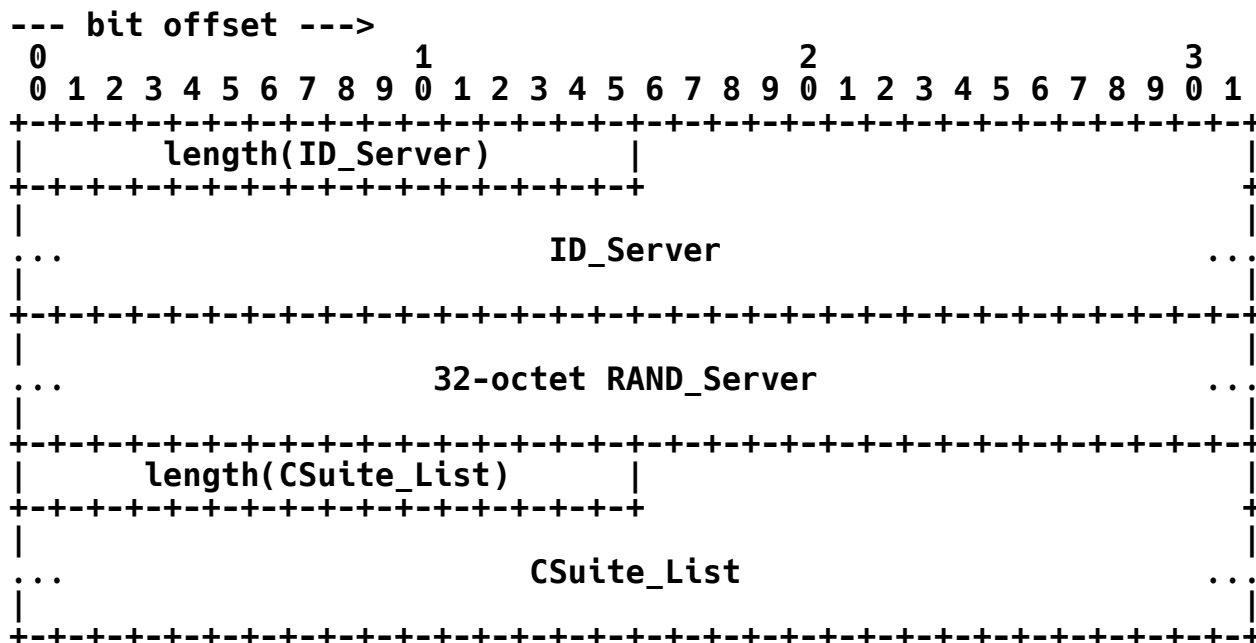 --- bit offset --->
 0                   1                   2                   3
 0 1 2 3 4 5 6 7 8 9 0 1 2 3 4 5 6 7 8 9 0 1 2 3 4 5 6 7 8 9 0 1
+-+-+-+-+-+-+-+-+-+-+-+-+-+-+-+-+-+-+-+-+-+-+-+-+-+-+-+-+-+-+-+-+
|       length(ID_Server)       |                               |
+-+-+-+-+-+-+-+-+-+-+-+-+-+-+-+-+                               +
|                                                               |
...                         ID_Server                         ...
|                                                               |
+-+-+-+-+-+-+-+-+-+-+-+-+-+-+-+-+-+-+-+-+-+-+-+-+-+-+-+-+-+-+-+-+
|                                                               |
...                   32-octet RAND_Server                    ...
|                                                               |
+-+-+-+-+-+-+-+-+-+-+-+-+-+-+-+-+-+-+-+-+-+-+-+-+-+-+-+-+-+-+-+-+
|      length(CSuite_List)      |                               |
+-+-+-+-+-+-+-+-+-+-+-+-+-+-+-+-+                               +
|                                                               |
...                        CSuite_List                        ...
|                                                               |
+-+-+-+-+-+-+-+-+-+-+-+-+-+-+-+-+-+-+-+-+-+-+-+-+-+-+-+-+-+-+-+-+